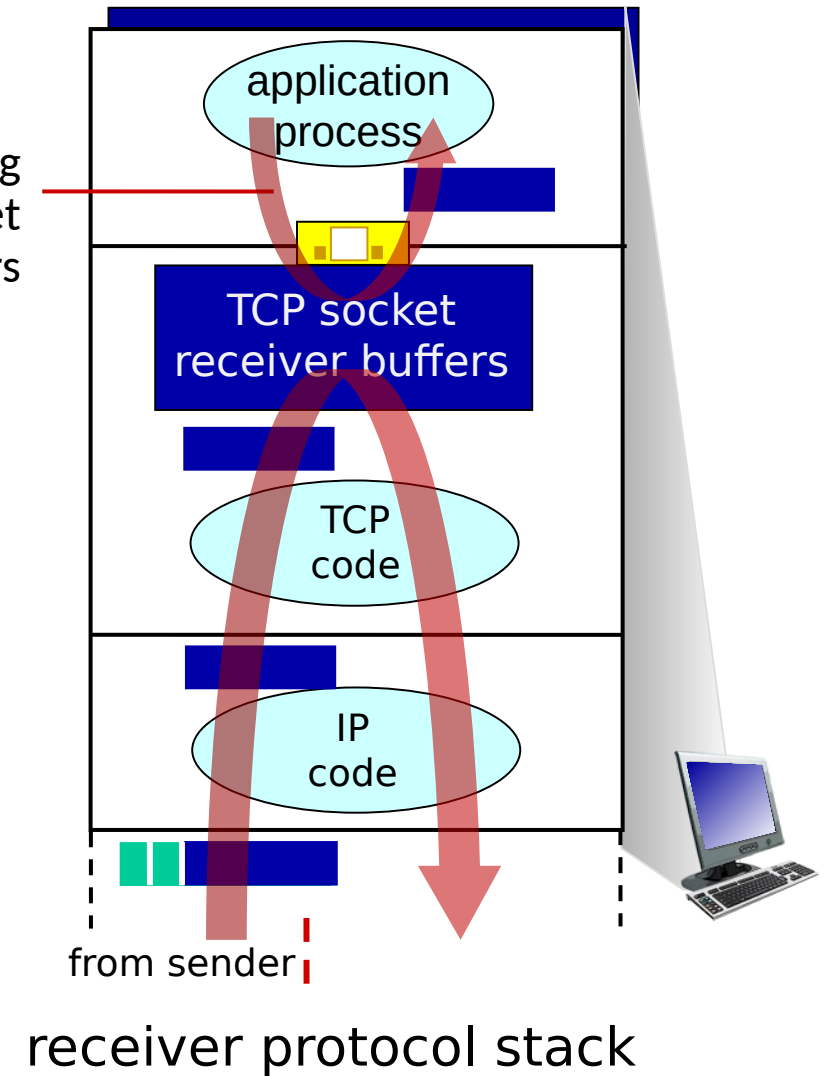 application
process
TCP socket
receiver buffers
TCP
code
IP
code
from sender
receiver protocol stack